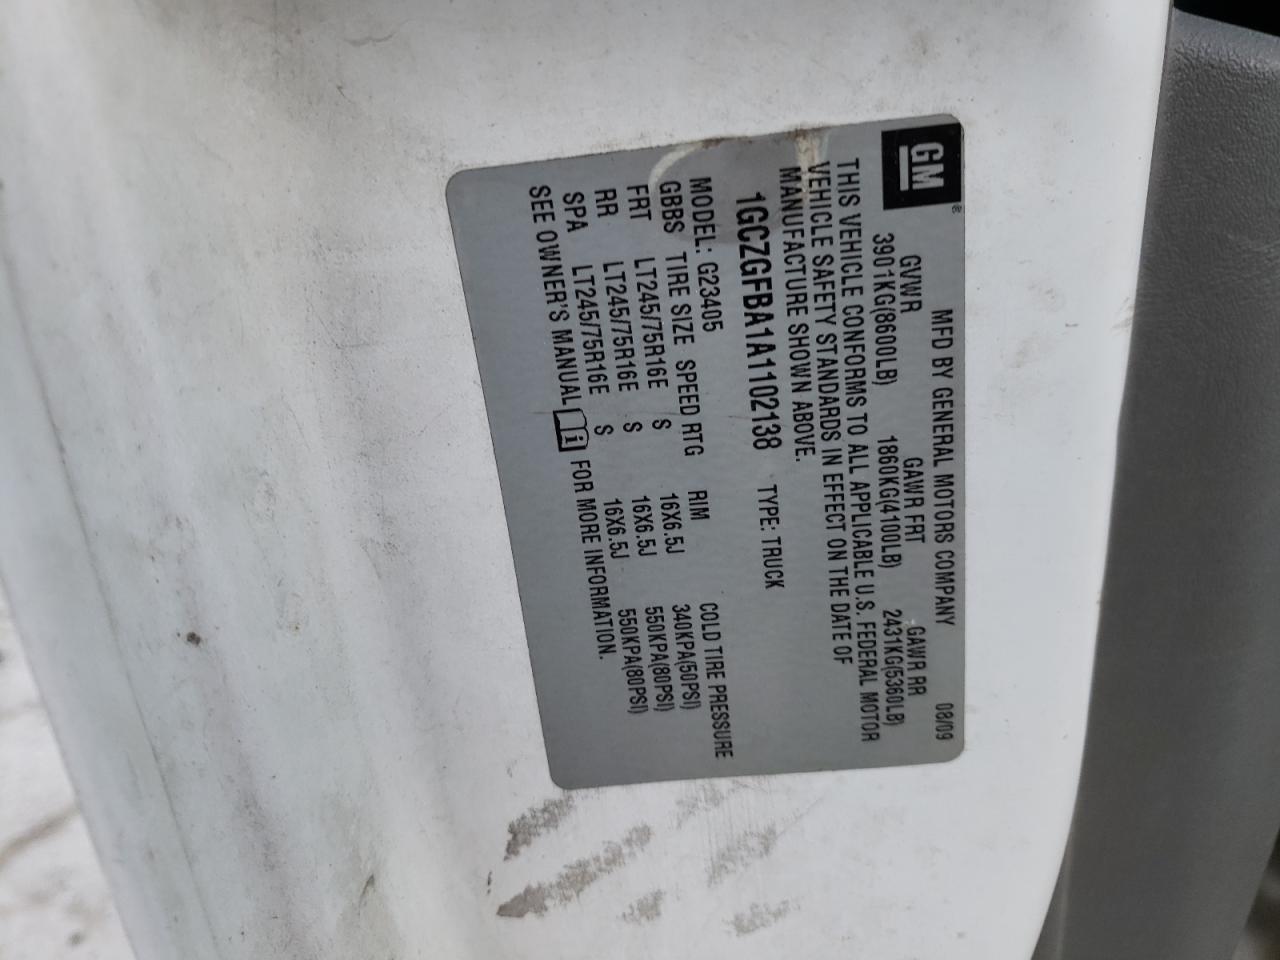 GM
MFD BY GENERAL MOTORS COMPANY 08/09
GVWR GAWR FRT GAWR RR
3901KG(8600LB) 1860KG(4100LB) 2431KG(5360LB)
THIS VEHICLE CONFORMS TO ALL APPLICABLE U.S. FEDERAL MOTOR
VEHICLE SAFETY STANDARDS IN EFFECT ON THE DATE OF
MANUFACTURE SHOWN ABOVE.
1GCZGFBA1A1102138 TYPE: TRUCK
MODEL: G23405
GBBS TIRE SIZE SPEED RTG RIM COLD TIRE PRESSURE
FRT LT245/75R16E S 16X6.5J 340KPA(50PSI)
RR LT245/75R16E S 16X6.5J 550KPA(80PSI)
SPA LT245/75R16E S 16X6.5J 550KPA(80PSI)
SEE OWNER'S MANUAL i FOR MORE INFORMATION.